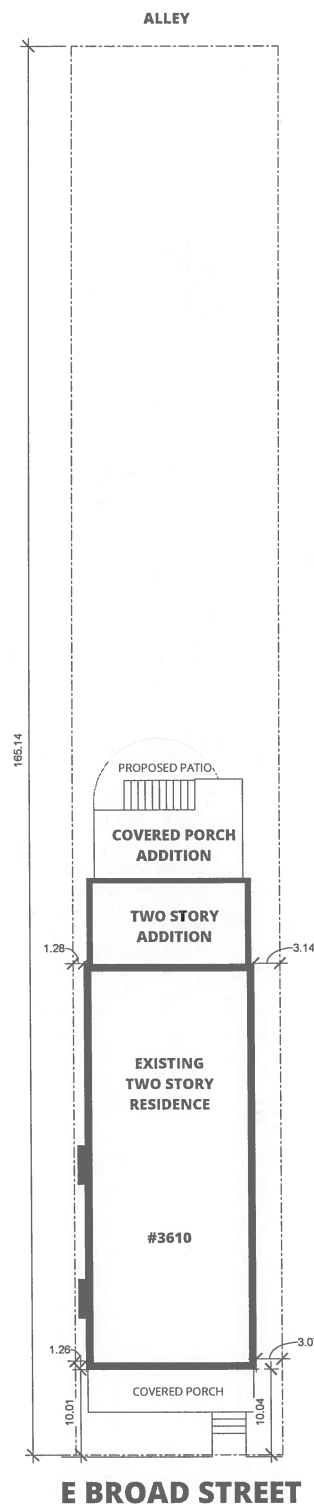 ALLEY
165.14
PROPOSED PATIO
COVERED PORCH
ADDITION
TWO STORY
ADDITION
1.28
3.14
EXISTING
TWO STORY
RESIDENCE
#3610
1.26
COVERED PORCH
10.01
10.04
E BROAD STREET